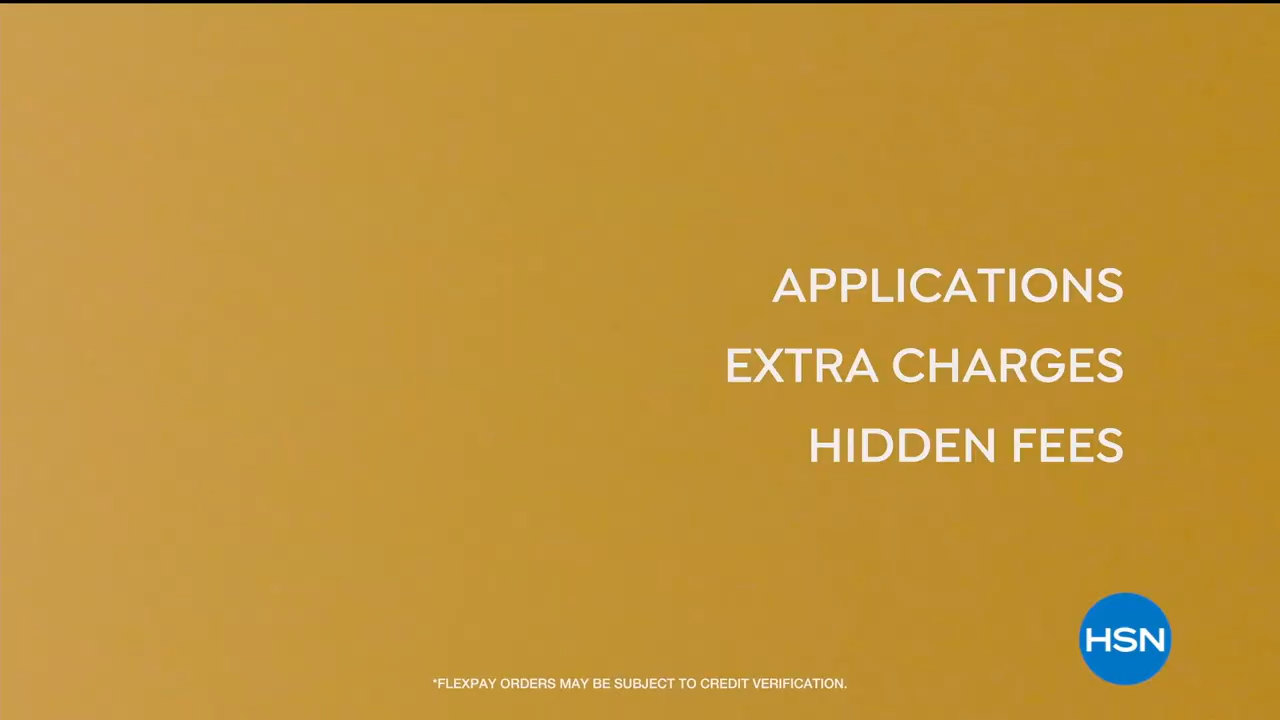 APPLICATIONS
EXTRA CHARGES
HIDDEN FEES
HSN
*FLEXPAY ORDERS MAY BE SUBJECT TO CREDIT VERIFICATION.